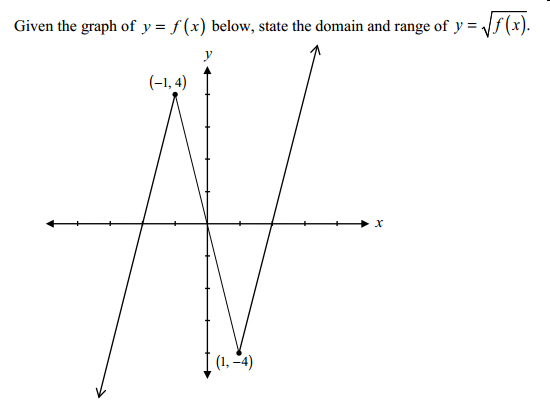 Given the graph of y = f(x) below, state the domain and range of y = √f(x).
y
(−1, 4)
x
(1, −4)